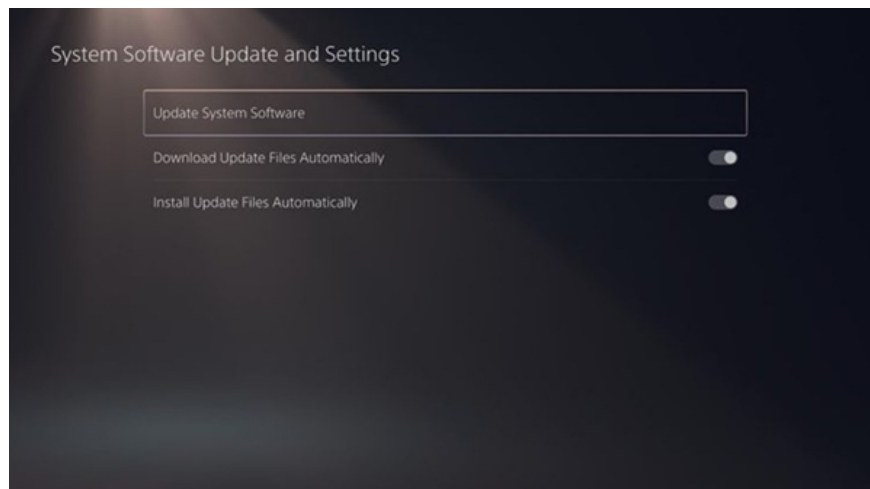 System Software Update and Settings
Update System Software
Download Update Files Automatically
Install Update Files Automatically